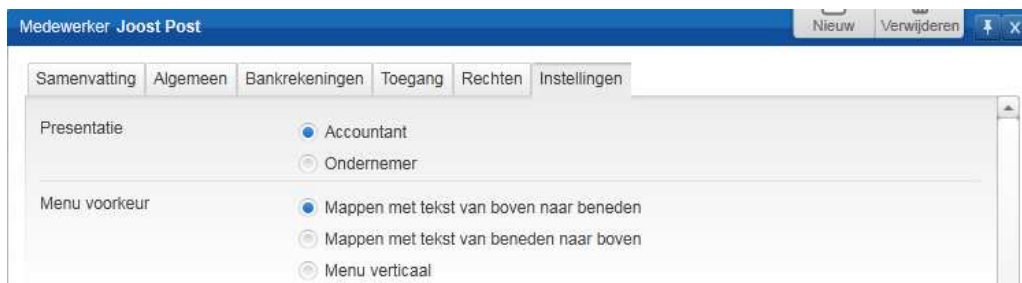 Medewerker Joost Post
Nieuw
Verwijderen
X
Samenvatting
Algemeen
Bankrekeningen
Toegang
Rechten
Instellingen
Presentatie
Accountant
Ondernemer
Menu voorkeur
Mappen met tekst van boven naar beneden
Mappen met tekst van beneden naar boven
Menu verticaal